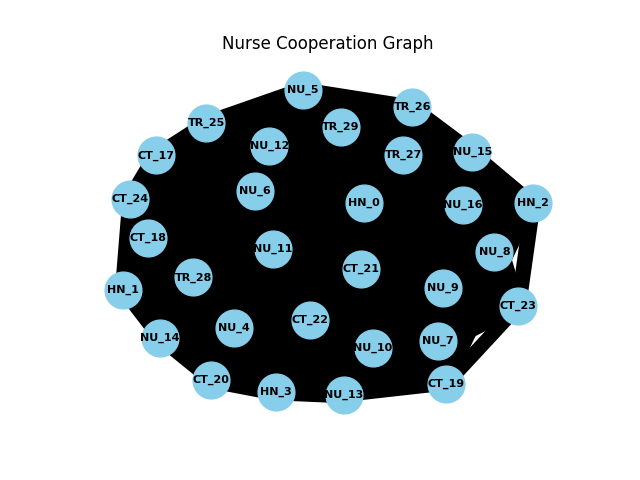 Nurse Cooperation Graph
NU_5
TR_26
TR_25
TR_29
NU_12
CT_17
TR_27
NU_15
NU_6
CT_24
HN_0
NU_16
HN_2
CT_18
NU_11
NU_8
CT_21
TR_28
HN_1
NU_9
CT_23
CT_22
NU_4
NU_14
NU_7
NU_10
CT_20
CT_19
HN_3
NU_13